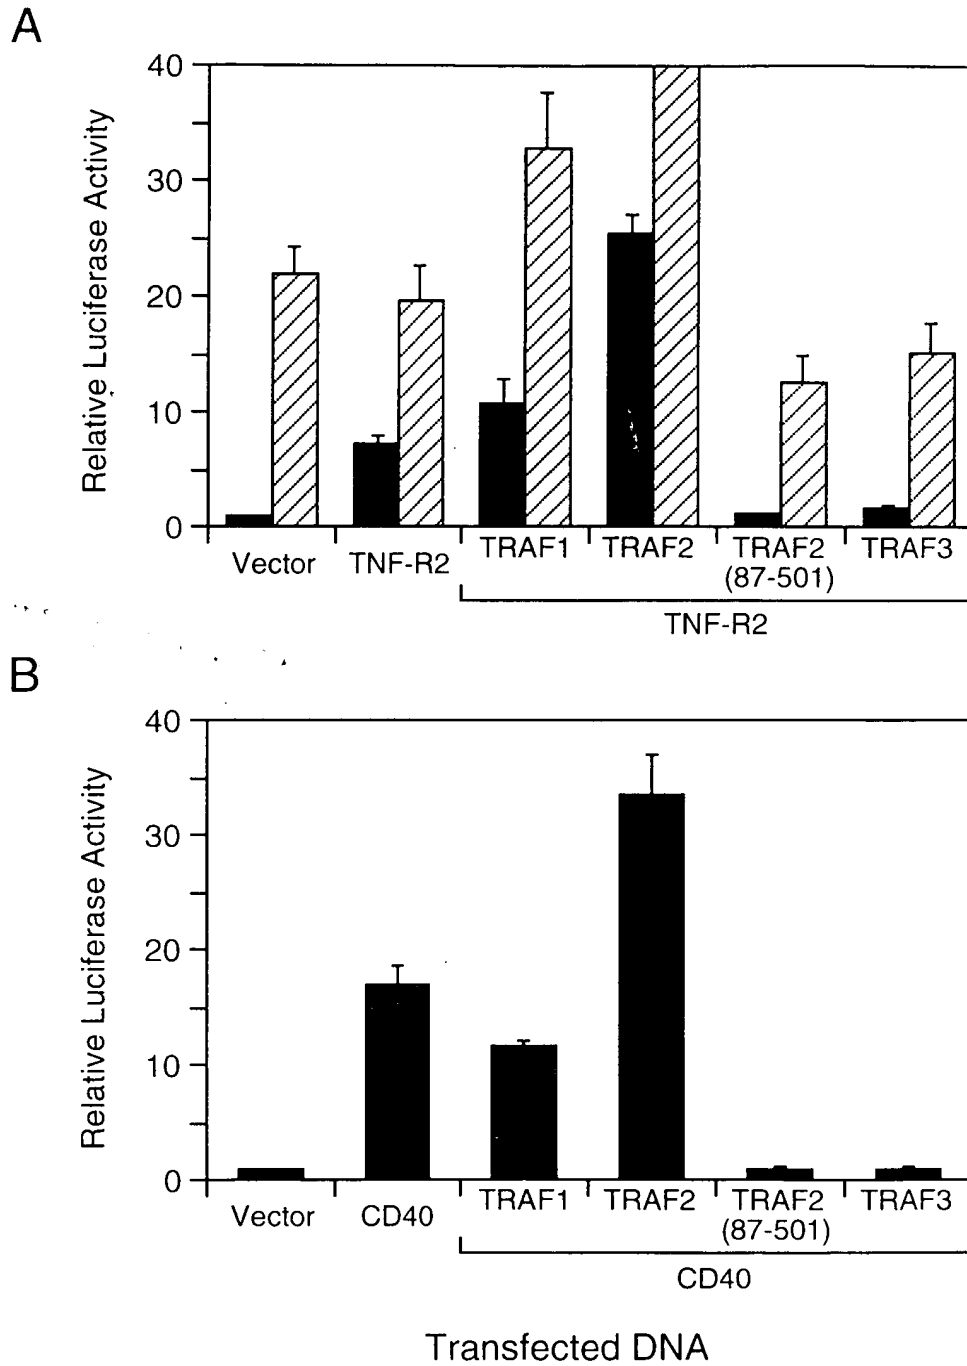 A
Relative Luciferase Activity
40
30
20
10
0
Vector
TNF-R2
TRAF1
TRAF2
TRAF2
(87-501)
TRAF3
TNF-R2
B
Relative Luciferase Activity
40
30
20
10
0
Vector
CD40
TRAF1
TRAF2
TRAF2
(87-501)
TRAF3
CD40
Transfected DNA